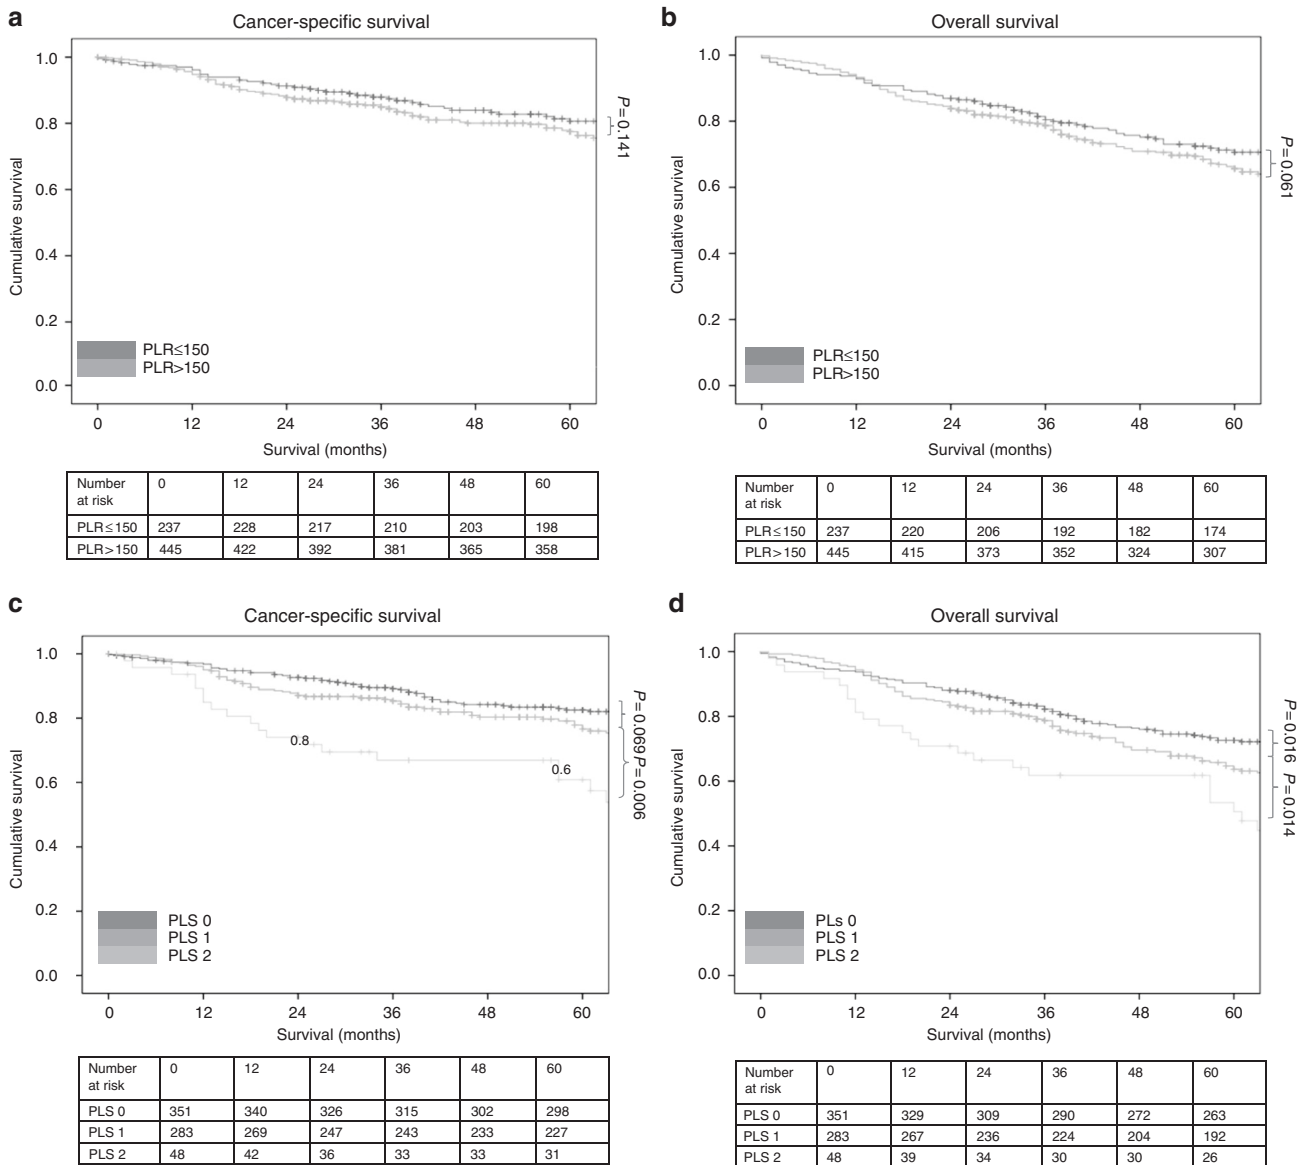 a
Cancer-specific survival
1.0
0.8
0.6
0.4
0.2
0.0
Cumulative survival
P = 0.141
PLR≤150
PLR>150
0 12 24 36 48 60
Survival (months)
Number at risk 0 12 24 36 48 60
PLR≤150 237 228 217 210 203 198
PLR>150 445 422 392 381 365 358
b
Overall survival
1.0
0.8
0.6
0.4
0.2
0.0
Cumulative survival
P = 0.061
PLR≤150
PLR>150
0 12 24 36 48 60
Survival (months)
Number at risk 0 12 24 36 48 60
PLR≤150 237 220 206 192 182 174
PLR>150 445 415 373 352 324 307
c
Cancer-specific survival
1.0
0.8
0.6
0.4
0.2
0.0
Cumulative survival
0.8
0.6
P = 0.069 P = 0.006
PLS 0
PLS 1
PLS 2
0 12 24 36 48 60
Survival (months)
Number at risk 0 12 24 36 48 60
PLS 0 351 340 326 315 302 298
PLS 1 283 269 247 243 233 227
PLS 2 48 42 36 33 33 31
d
Overall survival
1.0
0.8
0.6
0.4
0.2
0.0
Cumulative survival
P = 0.016 P = 0.014
PLs 0
PLS 1
PLS 2
0 12 24 36 48 60
Survival (months)
Number at risk 0 12 24 36 48 60
PLS 0 351 329 309 290 272 263
PLS 1 283 267 236 224 204 192
PLS 2 48 39 34 30 30 26